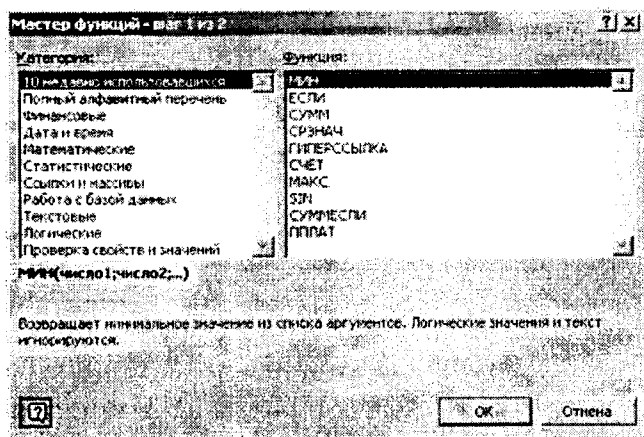 Мастер функций - шаг 1 из 2
Категория:
10 недавно использовавшихся
Полный алфавитный перечень
Финансовые
Дата и время
Математические
Статистические
Ссылки и массивы
Работа с базой данных
Текстовые
Логические
Проверка свойств и значений
Функция:
МИН
ЕСЛИ
СУММ
СРЗНАЧ
ГИПЕРССЫЛКА
СЧЕТ
МАКС
SIN
СУММЕСЛИ
ППЛАТ
МИН(число1;число2;...)
Возвращает минимальное значение из списка аргументов. Логические значения и текст
игнорируются.
OK
Отмена